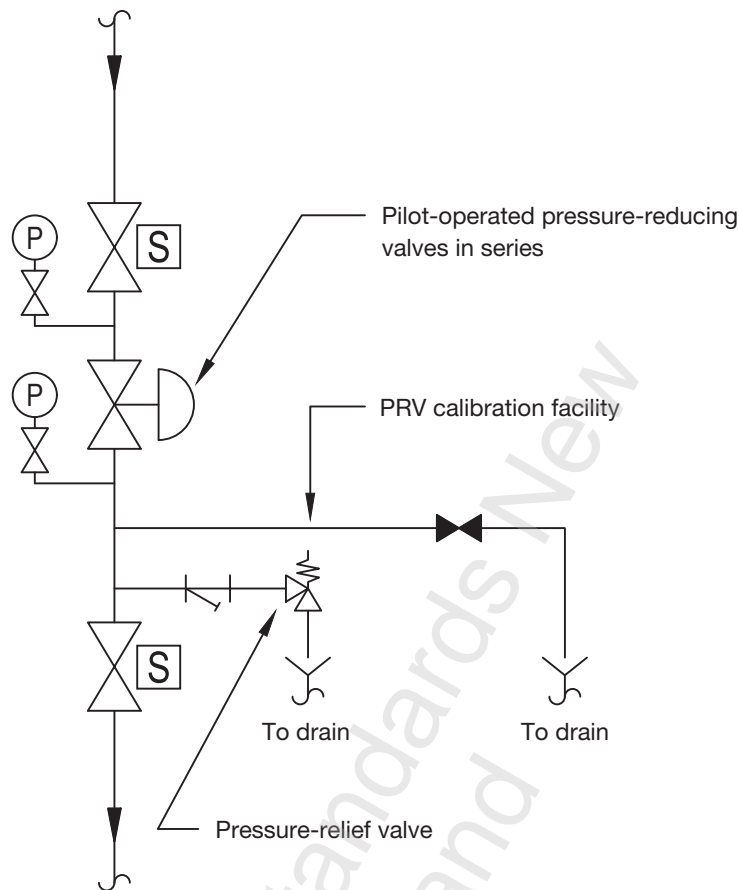 P
S
Pilot-operated pressure-reducing
valves in series
P
PRV calibration facility
S
To drain
To drain
Pressure-relief valve